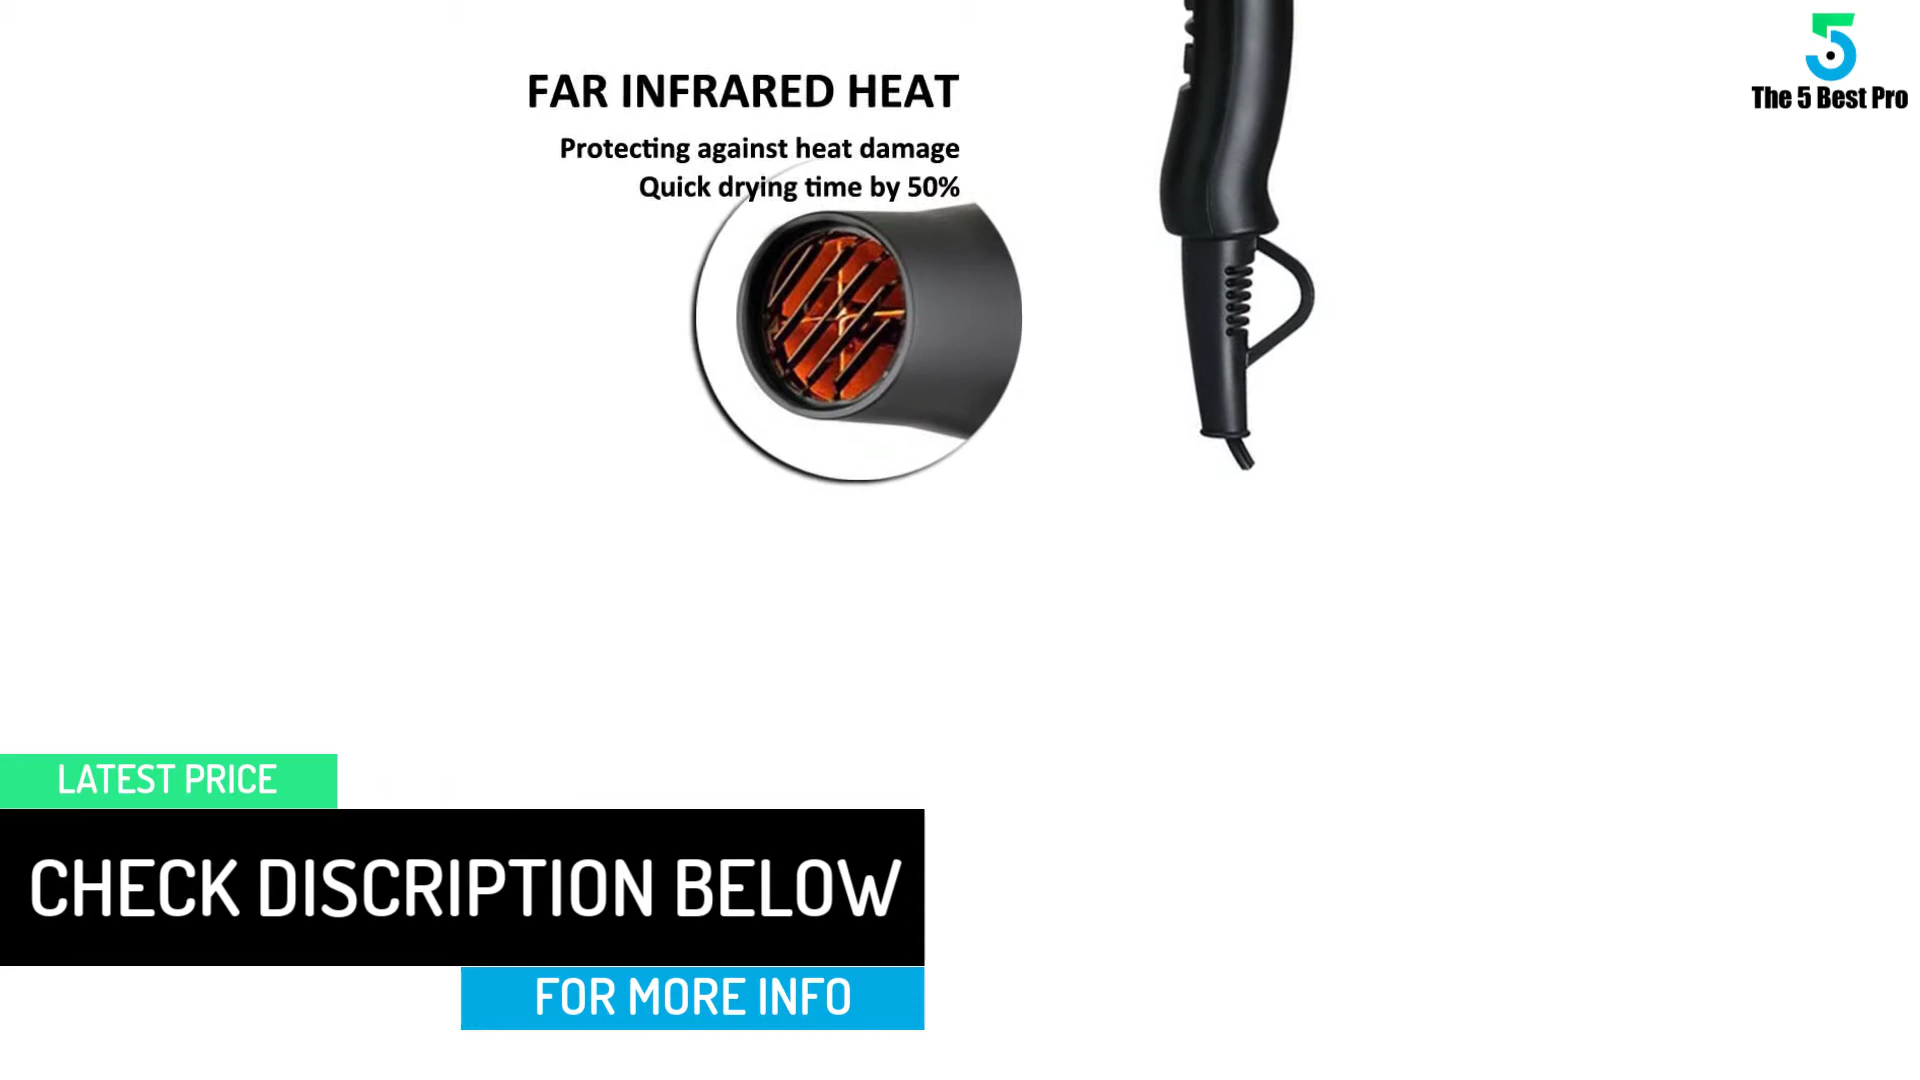 FAR INFRARED HEAT
Protecting against heat damage
Quick drying time by 50%
The 5 Best Pro
LATEST PRICE
CHECK DISCRIPTION BELOW
FOR MORE INFO